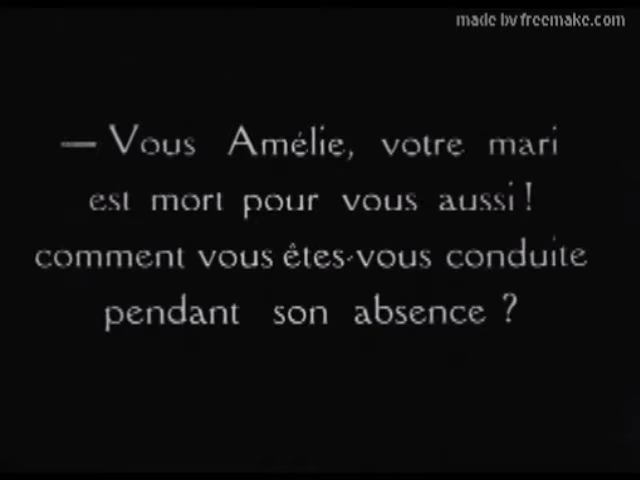 made by freemake.com
— Vous Amélie, votre mari
est mort pour vous aussi !
comment vous êtes-vous conduite
pendant son absence ?